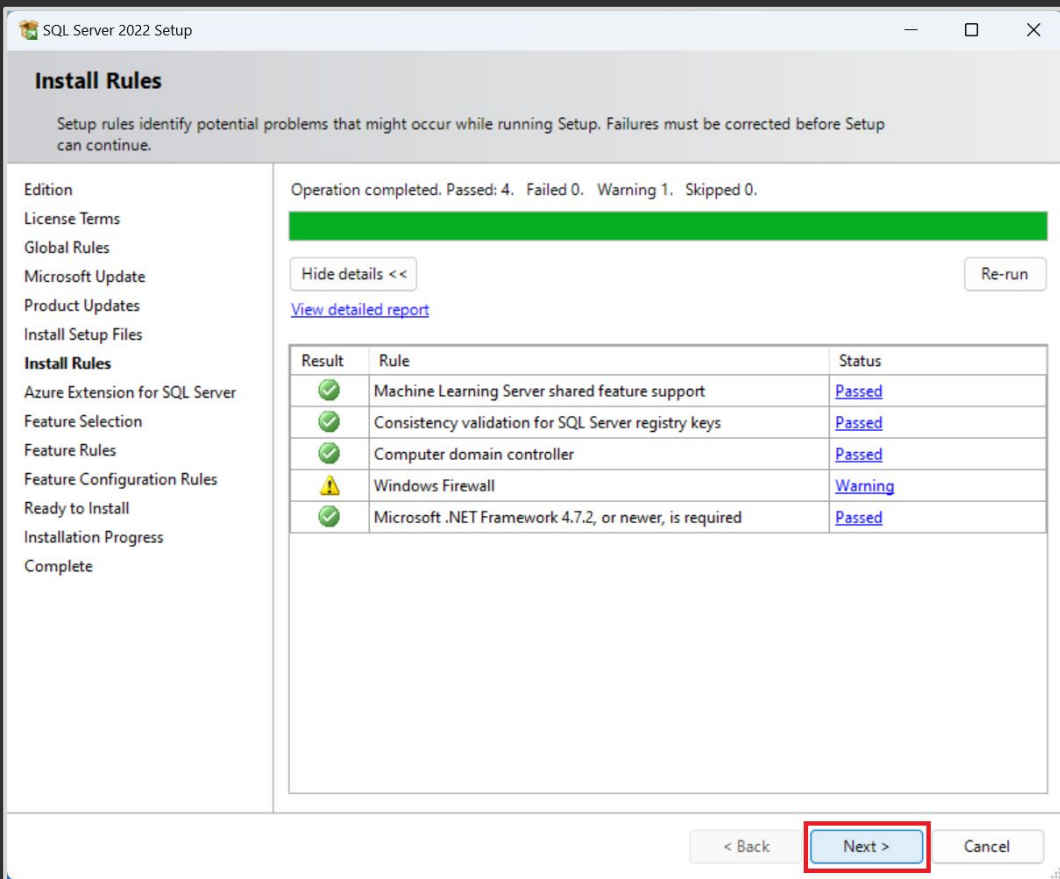 SQL Server 2022 Setup
Install Rules
Setup rules identify potential problems that might occur while running Setup. Failures must be corrected before Setup
can continue.
Edition
License Terms
Global Rules
Microsoft Update
Product Updates
Install Setup Files
Install Rules
Azure Extension for SQL Server
Feature Selection
Feature Rules
Feature Configuration Rules
Ready to Install
Installation Progress
Complete
Operation completed. Passed: 4. Failed 0. Warning 1. Skipped 0.
Hide details << Re-run
View detailed report
Result Rule Status
Machine Learning Server shared feature support Passed
Consistency validation for SQL Server registry keys Passed
Computer domain controller Passed
Windows Firewall Warning
Microsoft .NET Framework 4.7.2, or newer, is required Passed
< Back Next > Cancel